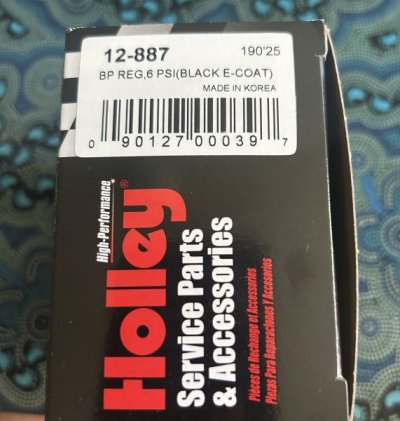 12-887 190'25
BP REG,6 PSI(BLACK E-COAT)
MADE IN KOREA
0 90127 00039 7
High-Performance®
Holley®
Service Parts
& Accessories
Pièces de Rechange et Accessoires
Piezas Para Reparaciones Y Accesorios